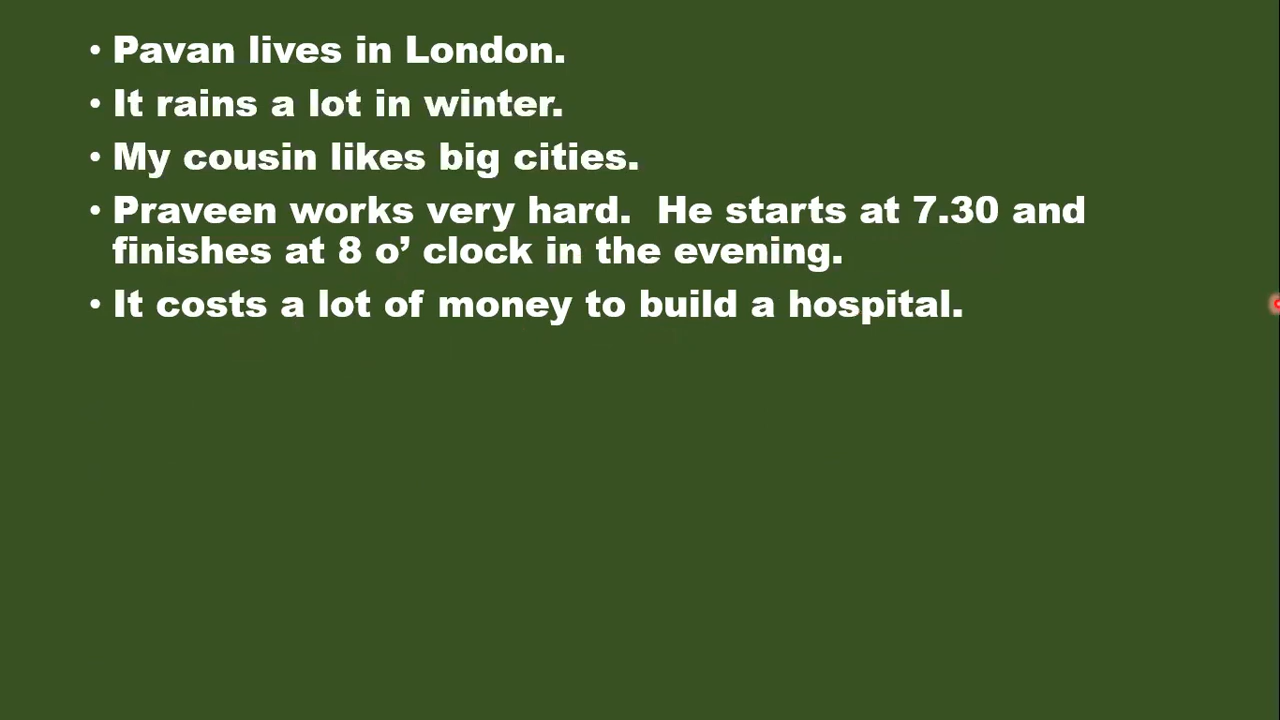 • Pavan lives in London.
• It rains a lot in winter.
• My cousin likes big cities.
• Praveen works very hard.  He starts at 7.30 and
finishes at 8 o’ clock in the evening.
• It costs a lot of money to build a hospital.